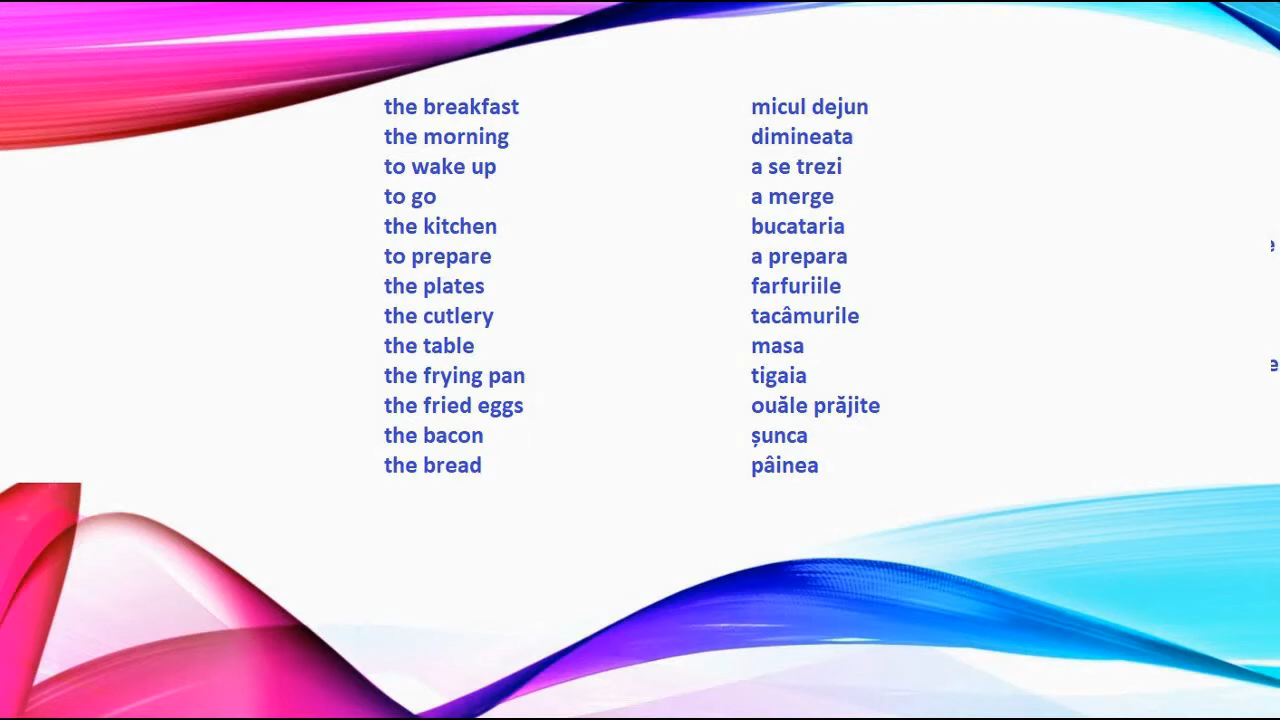 the breakfast micul dejun
the morning dimineata
to wake up a se trezi
to go a merge
the kitchen bucataria
to prepare a prepara
the plates farfuriile
the cutlery tacâmurile
the table masa
the frying pan tigaia
the fried eggs ouăle prăjite
the bacon șunca
the bread pâinea